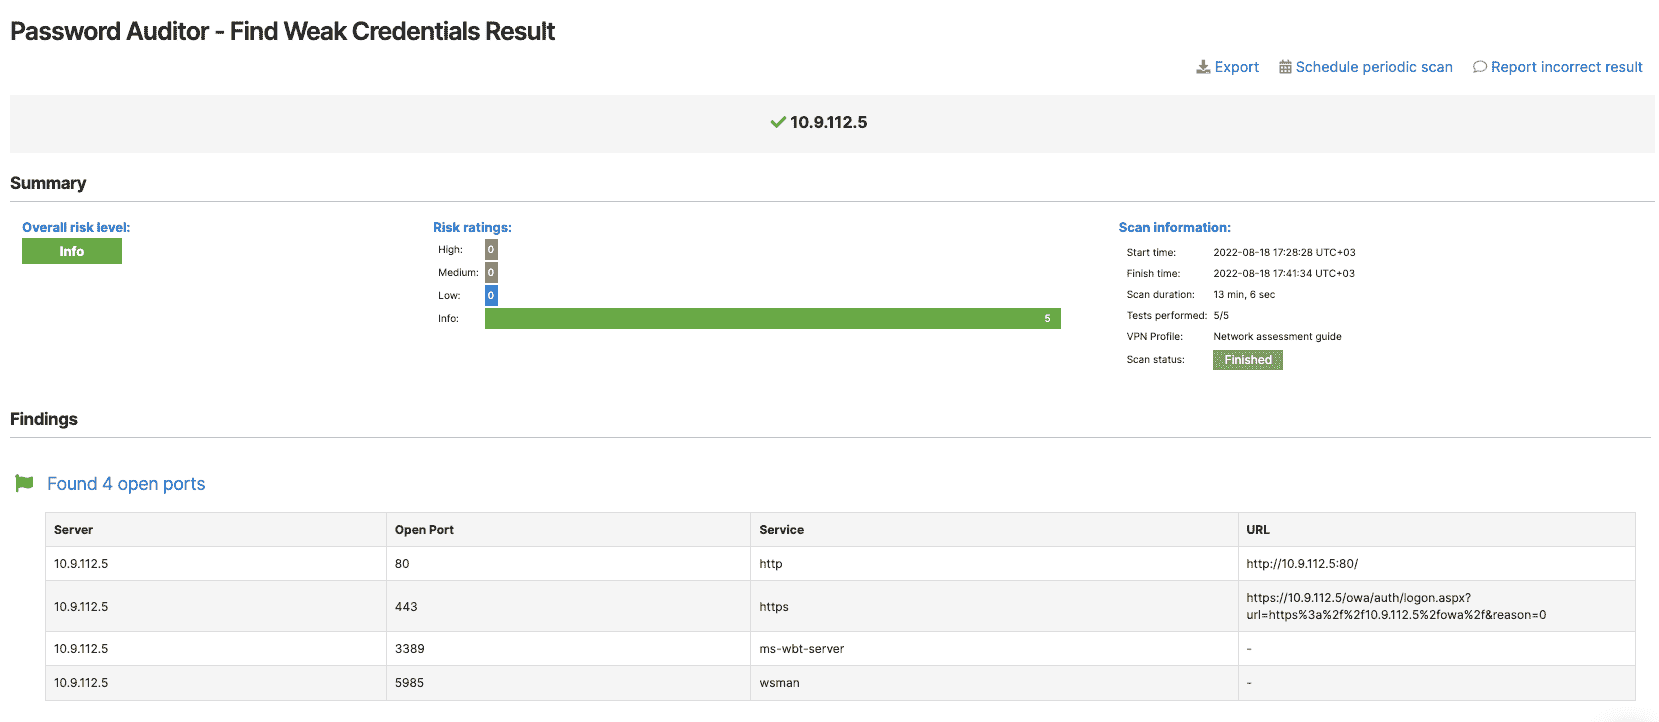 Password Auditor - Find Weak Credentials Result
Export Schedule periodic scan Report incorrect result
10.9.112.5
Summary
Overall risk level:
Info
Risk ratings:
High: 0
Medium: 0
Low: 0
Info: 5
Scan information:
Start time: 2022-08-18 17:28:28 UTC+03
Finish time: 2022-08-18 17:41:34 UTC+03
Scan duration: 13 min, 6 sec
Tests performed: 5/5
VPN Profile: Network assessment guide
Scan status: Finished
Findings
Found 4 open ports
Server Open Port Service URL
10.9.112.5 80 http http://10.9.112.5:80/
10.9.112.5 443 https https://10.9.112.5/owa/auth/logon.aspx?
url=https%3a%2f%2f10.9.112.5%2fowa%2f&reason=0
10.9.112.5 3389 ms-wbt-server -
10.9.112.5 5985 wsman -